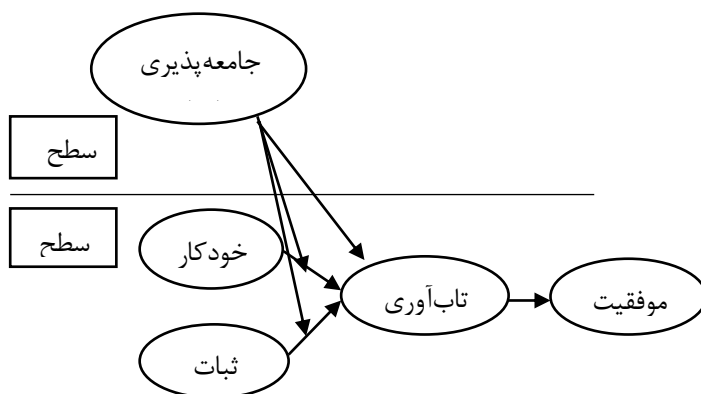 جامعه‌پذیری
سطح
سطح
خودکار
تاب‌آوری
موفقیت
ثبات